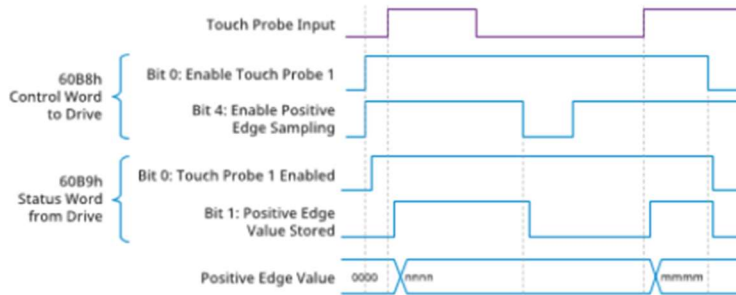 Touch Probe Input
60B8h
Control Word
to Drive
Bit 0: Enable Touch Probe 1
Bit 4: Enable Positive
Edge Sampling
60B9h
Status Word
from Drive
Bit 0: Touch Probe 1 Enabled
Bit 1: Positive Edge
Value Stored
Positive Edge Value
0000
nnnn
mmmm